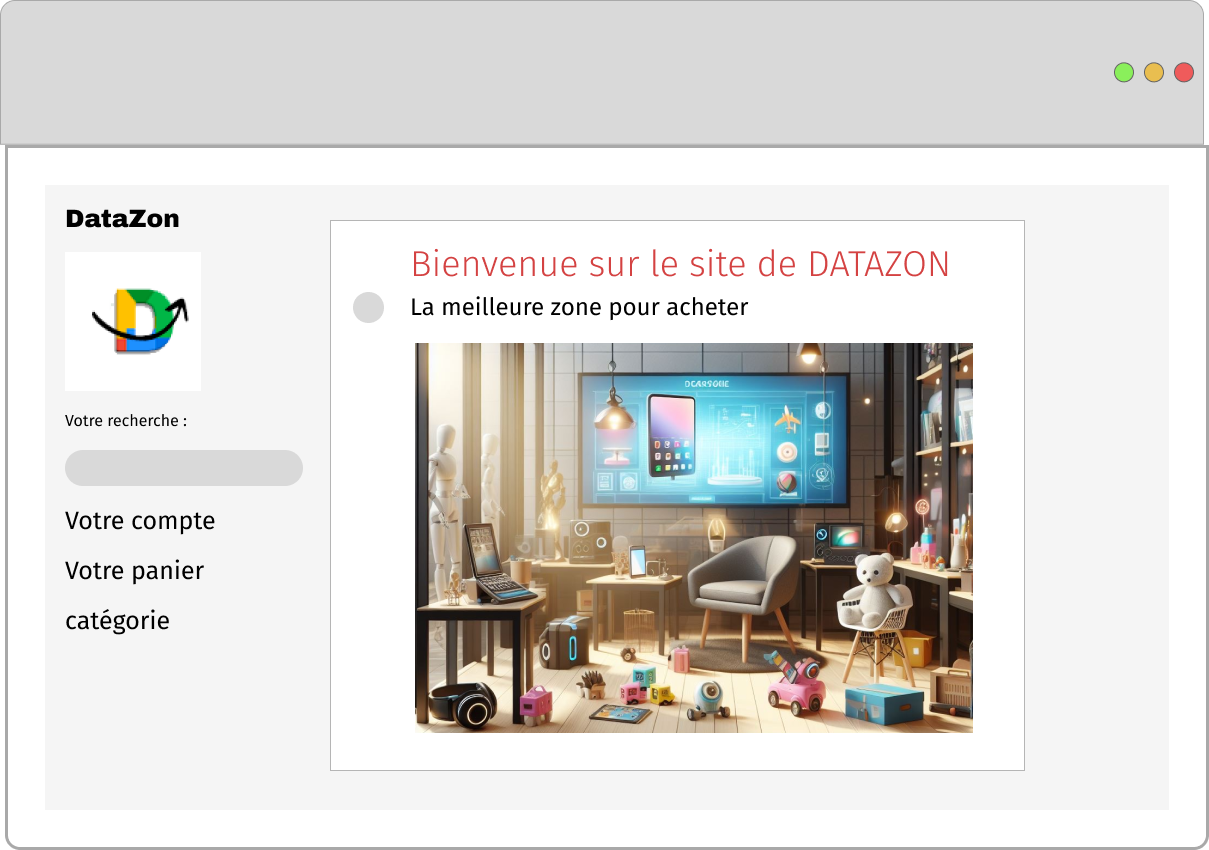 DataZon
Votre recherche :
Votre compte
Votre panier
catégorie
Bienvenue sur le site de DATAZON
La meilleure zone pour acheter